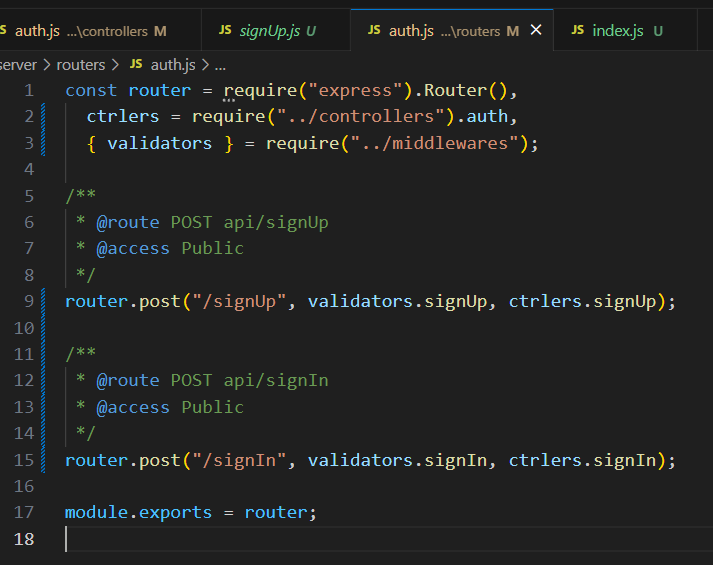 JS auth.js ...\controllers M JS signUp.js U JS auth.js ...\routers M × JS index.js U
server > routers > JS auth.js > ...
1 const router = require("express").Router(),
2 ctrlers = require("../controllers").auth,
3 { validators } = require("../middlewares");
4
5 /**
6 * @route POST api/signUp
7 * @access Public
8 */
9 router.post("/signUp", validators.signUp, ctrlers.signUp);
10
11 /**
12 * @route POST api/signIn
13 * @access Public
14 */
15 router.post("/signIn", validators.signIn, ctrlers.signIn);
16
17 module.exports = router;
18